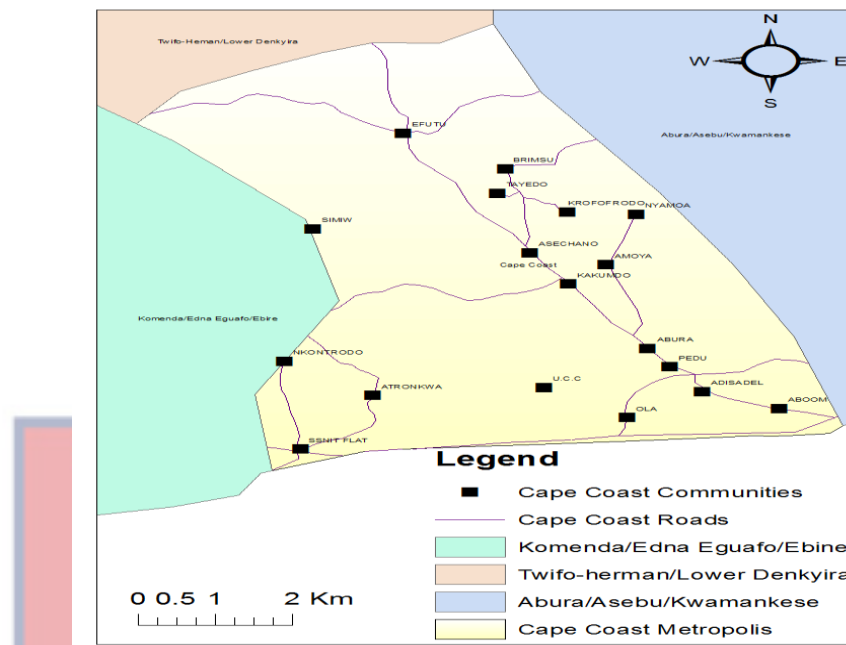 N
Twifo-Heman/Lower Denkyira
W
E
S
EFUTU
Abura/Asebu/Kwamankese
BRIMSU
TAYEDO
KROFOFRODO
NYAMOA
SIMIW
ASECHANO
Cape Coast
AMOYA
KAKUMDO
Komenda/Edna Eguafo/Ebire
ABURA
NKONTRODO
PEDU
U.C.C
ATRONKWA
ADISADEL
ABOOM
OLA
SSNIT FLAT
Legend
Cape Coast Communities
Cape Coast Roads
Komenda/Edna Eguafo/Ebine
Twifo-herman/Lower Denkyira
Abura/Asebu/Kwamankese
Cape Coast Metropolis
0 0.5 1 2 Km